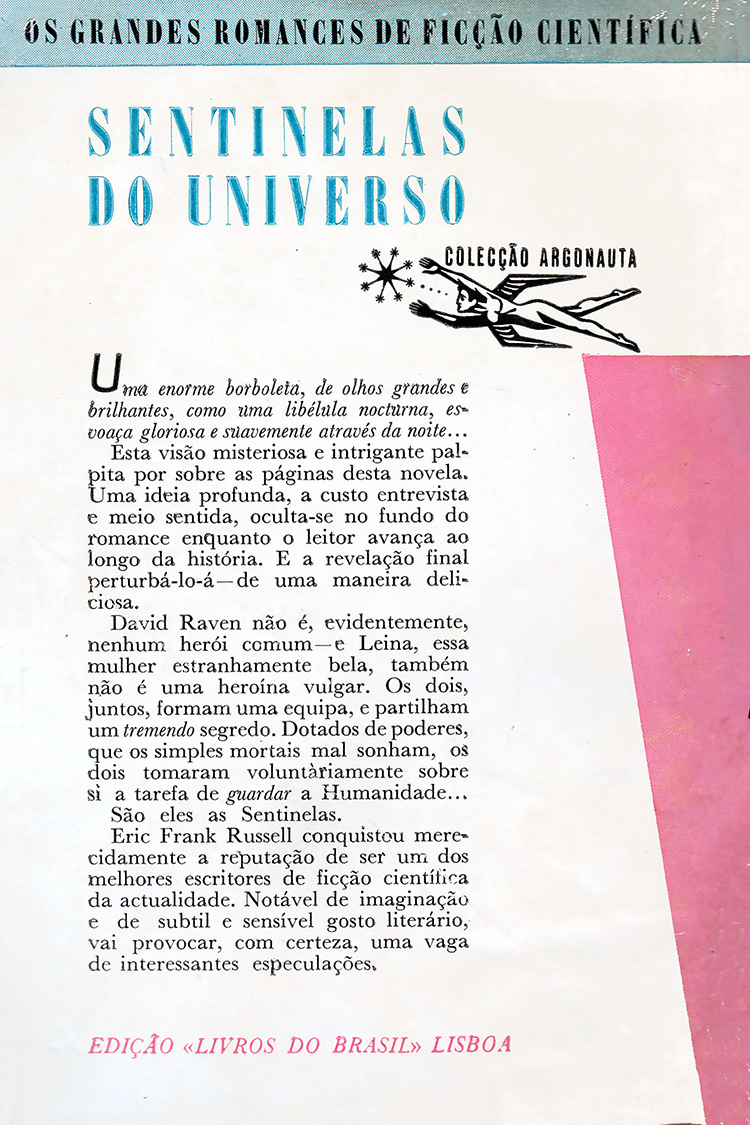 OS GRANDES ROMANCES DE FICÇÃO CIENTÍFICA
SENTINELAS
DO UNIVERSO
COLECÇÃO ARGONAUTA
Uma enorme borboleta, de olhos grandes e
brilhantes, como uma libélula nocturna, es-
voaça gloriosa e suavemente através da noite...
Esta visão misteriosa e intrigante pal-
pita por sobre as páginas desta novela.
Uma ideia profunda, a custo entrevista
e meio sentida, oculta-se no fundo do
romance enquanto o leitor avança ao
longo da história. E a revelação final
perturbá-lo-á—de uma maneira deli-
ciosa.
David Raven não é, evidentemente,
nenhum herói comum—e Leina, essa
mulher estranhamente bela, também
não é uma heroína vulgar. Os dois,
juntos, formam uma equipa, e partilham
um tremendo segredo. Dotados de poderes,
que os simples mortais mal sonham, os
dois tomaram voluntàriamente sobre
si a tarefa de guardar a Humanidade...
São eles as Sentinelas.
Eric Frank Russell conquistou mere-
cidamente a reputação de ser um dos
melhores escritores de ficção científica
da actualidade. Notável de imaginação
e de subtil e sensível gosto literário,
vai provocar, com certeza, uma vaga
de interessantes especulações.
EDIÇÃO «LIVROS DO BRASIL» LISBOA